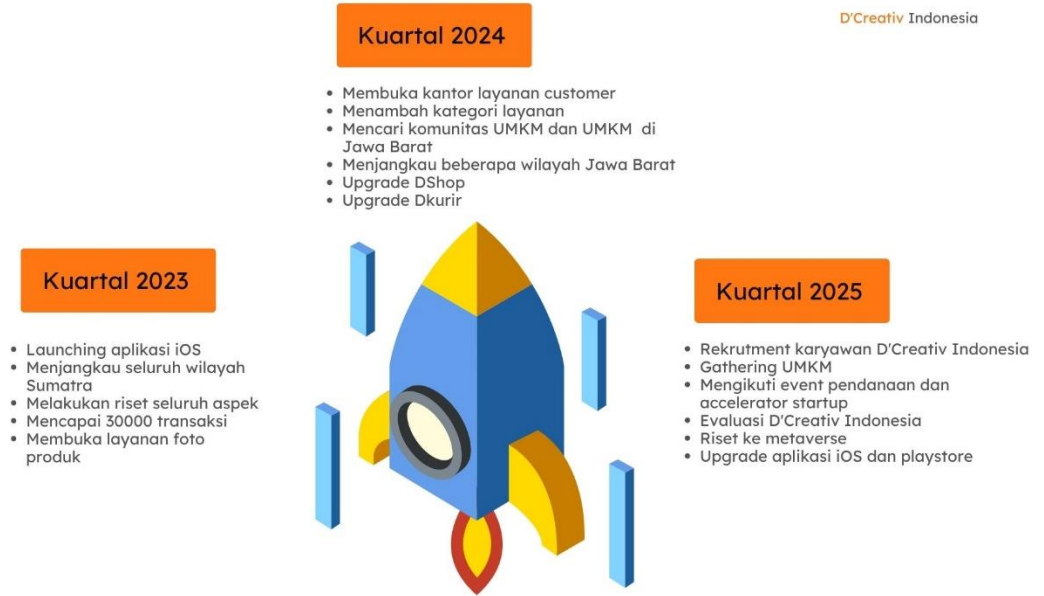 D'Creativ Indonesia
Kuartal 2024
• Membuka kantor layanan customer
• Menambah kategori layanan
• Mencari komunitas UMKM dan UMKM di
Jawa Barat
• Menjangkau beberapa wilayah Jawa Barat
• Upgrade DShop
• Upgrade Dkurir
Kuartal 2023
• Launching aplikasi iOS
• Menjangkau seluruh wilayah
Sumatra
• Melakukan riset seluruh aspek
• Mencapai 30000 transaksi
• Membuka layanan foto
produk
Kuartal 2025
• Rekrutment karyawan D'Creativ Indonesia
• Gathering UMKM
• Mengikuti event pendanaan dan
accelerator startup
• Evaluasi D'Creativ Indonesia
• Riset ke metaverse
• Upgrade aplikasi iOS dan playstore